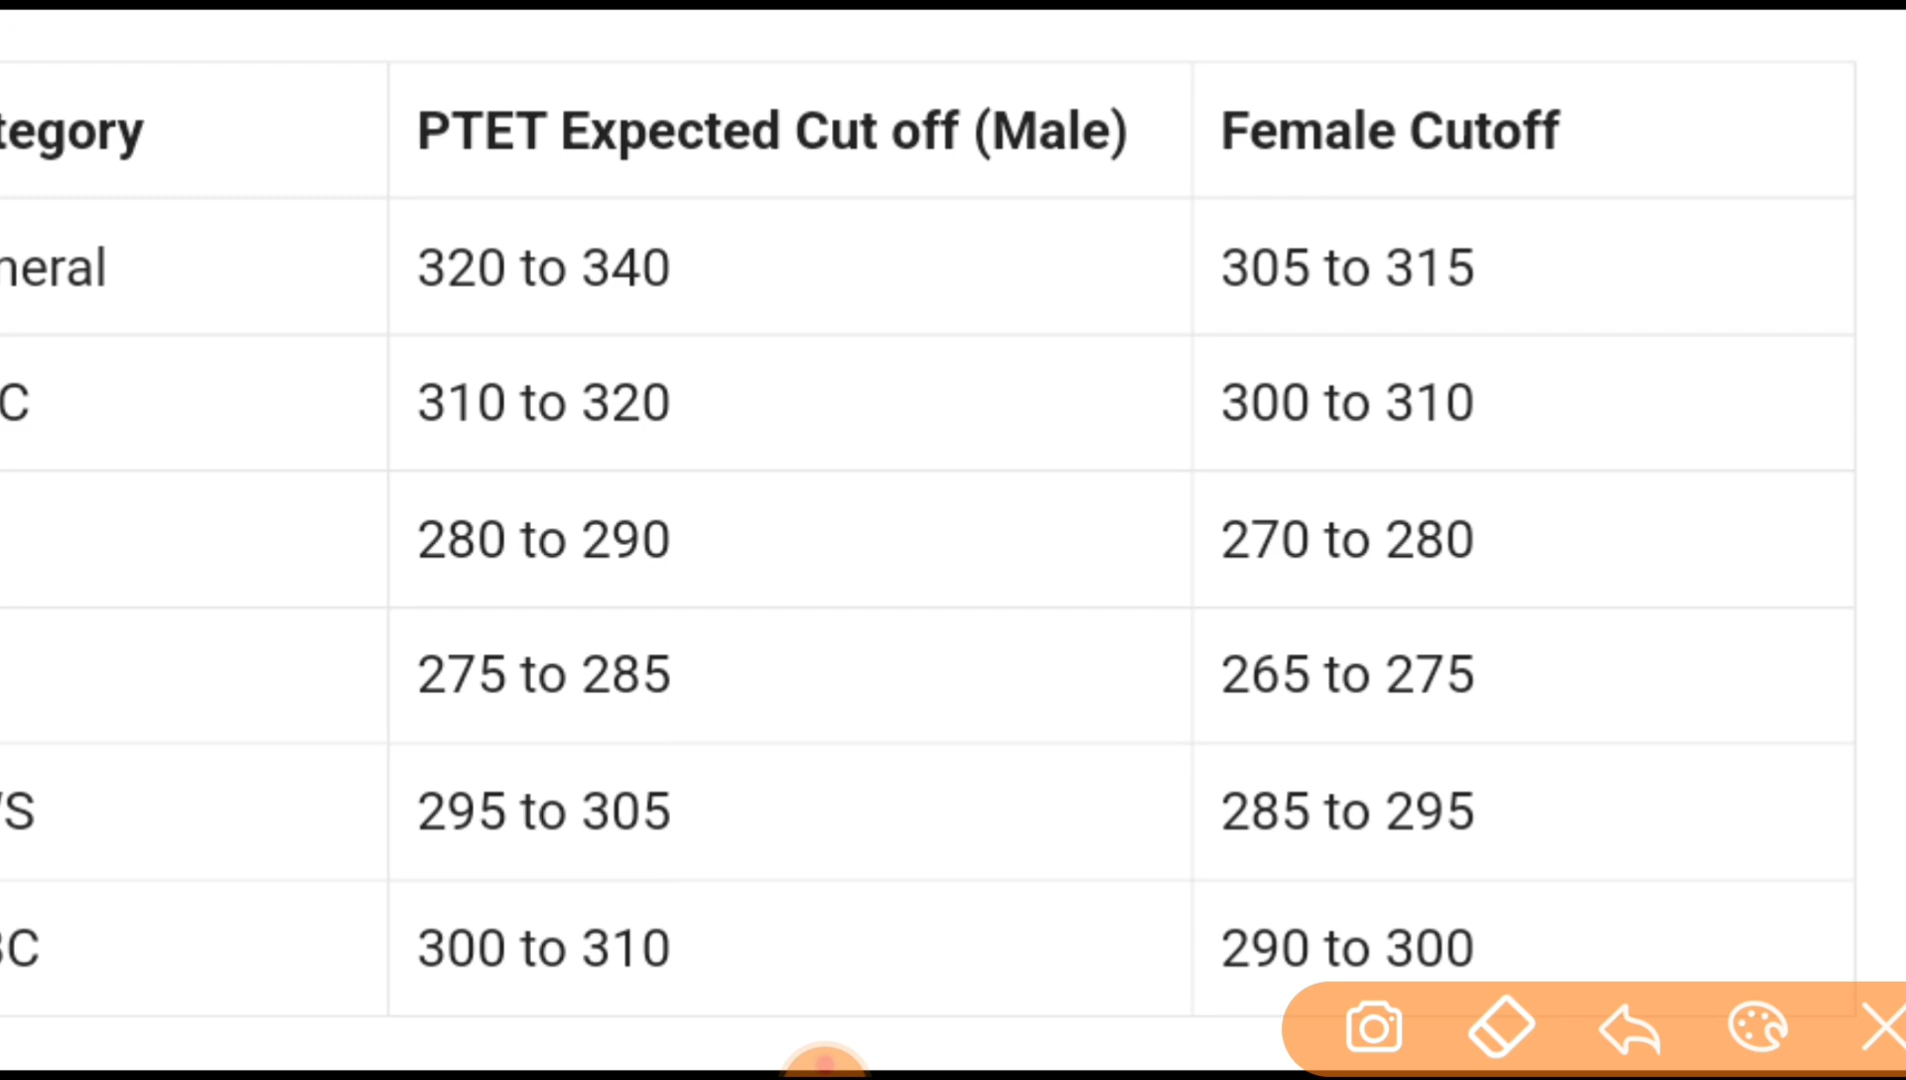 tegory PTET Expected Cut off (Male) Female Cutoff
neral 320 to 340 305 to 315
C 310 to 320 300 to 310
280 to 290 270 to 280
275 to 285 265 to 275
S 295 to 305 285 to 295
BC 300 to 310 290 to 300